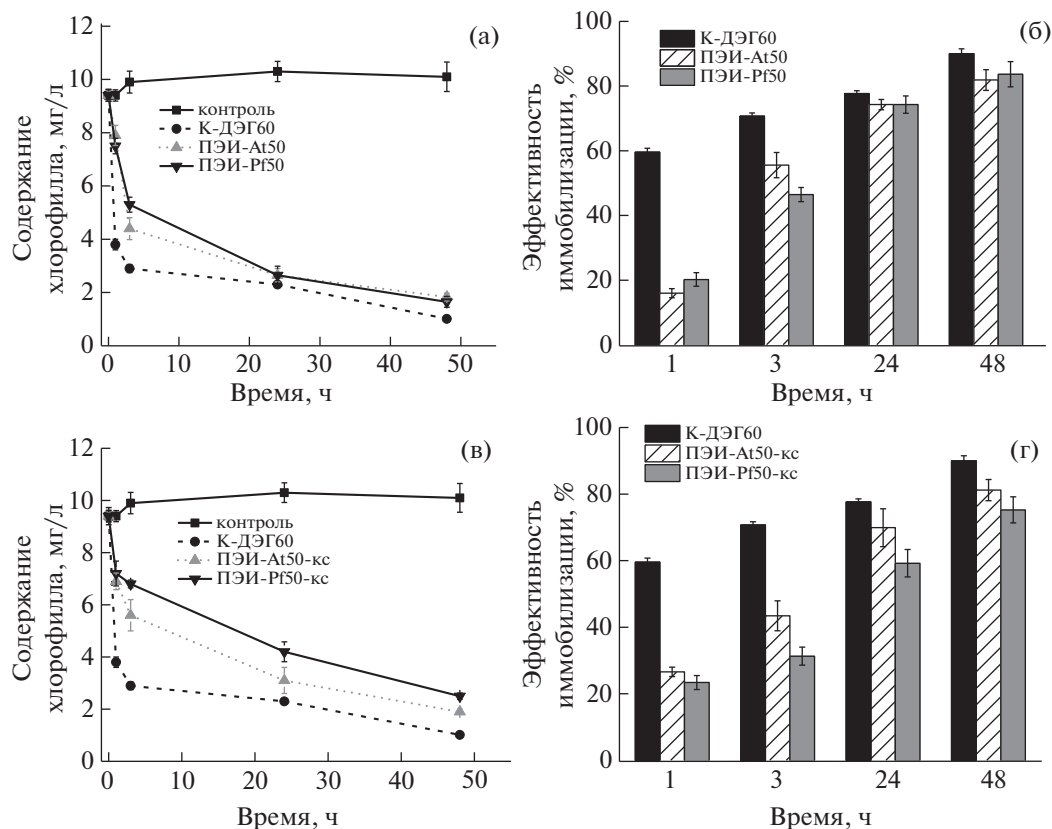 (а)
12
10
8
6
4
2
0
Содержание
хлорофилла, мг/л
контроль
К-ДЭГ60
ПЭИ-At50
ПЭИ-Pf50
0 10 20 30 40 50
Время, ч
(б)
100
80
60
40
20
0
Эффективность
иммобилизации, %
К-ДЭГ60
ПЭИ-At50
ПЭИ-Pf50
1 3 24 48
Время, ч
(в)
12
10
8
6
4
2
0
Содержание
хлорофилла, мг/л
контроль
К-ДЭГ60
ПЭИ-At50-кс
ПЭИ-Pf50-кс
0 10 20 30 40 50
Время, ч
(г)
100
80
60
40
20
0
Эффективность
иммобилизации, %
К-ДЭГ60
ПЭИ-At50-кс
ПЭИ-Pf50-кс
1 3 24 48
Время, ч